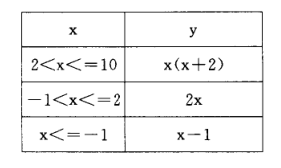 x y
2<x<=10 x(x+2)
-1<x<=2 2x
x<=-1 x-1